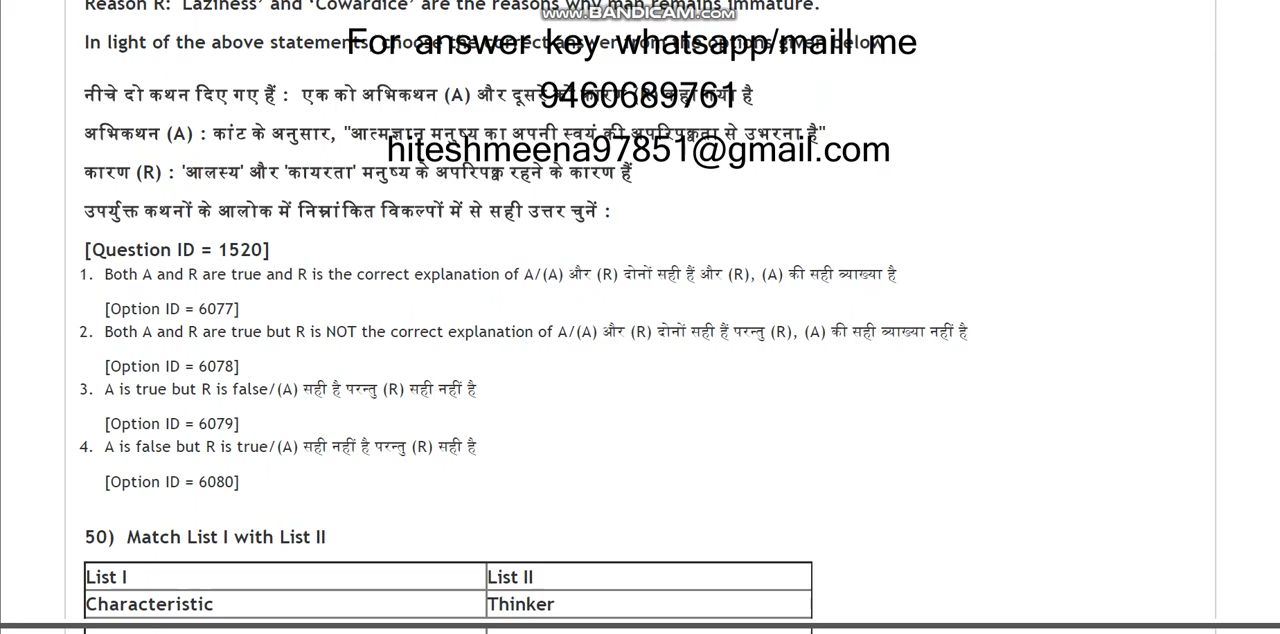 Reason R: 'Laziness' and 'Cowardice' are the reasons why man remains immature.
www.BANDICAM.com
In light of the above statements, choose the correct answer from the options given below
For answer key whatsapp/maill me
नीचे दो कथन दिए गए हैं : एक को अभिकथन (A) और दूसरे को कारण (R) कहा गया है
9460689761
अभिकथन (A) : कांट के अनुसार, "आत्मज्ञान मनुष्य का अपनी स्वयं की अपरिपक्वता से उभरना है"
hiteshmeena97851@gmail.com
कारण (R) : 'आलस्य' और 'कायरता' मनुष्य के अपरिपक्व रहने के कारण हैं
उपर्युक्त कथनों के आलोक में निम्नांकित विकल्पों में से सही उत्तर चुनें :
[Question ID = 1520]
1. Both A and R are true and R is the correct explanation of A/(A) और (R) दोनों सही हैं और (R), (A) की सही व्याख्या है
[Option ID = 6077]
2. Both A and R are true but R is NOT the correct explanation of A/(A) और (R) दोनों सही हैं परन्तु (R), (A) की सही व्याख्या नहीं है
[Option ID = 6078]
3. A is true but R is false/(A) सही है परन्तु (R) सही नहीं है
[Option ID = 6079]
4. A is false but R is true/(A) सही नहीं है परन्तु (R) सही है
[Option ID = 6080]
50) Match List I with List II
List I List II
Characteristic Thinker